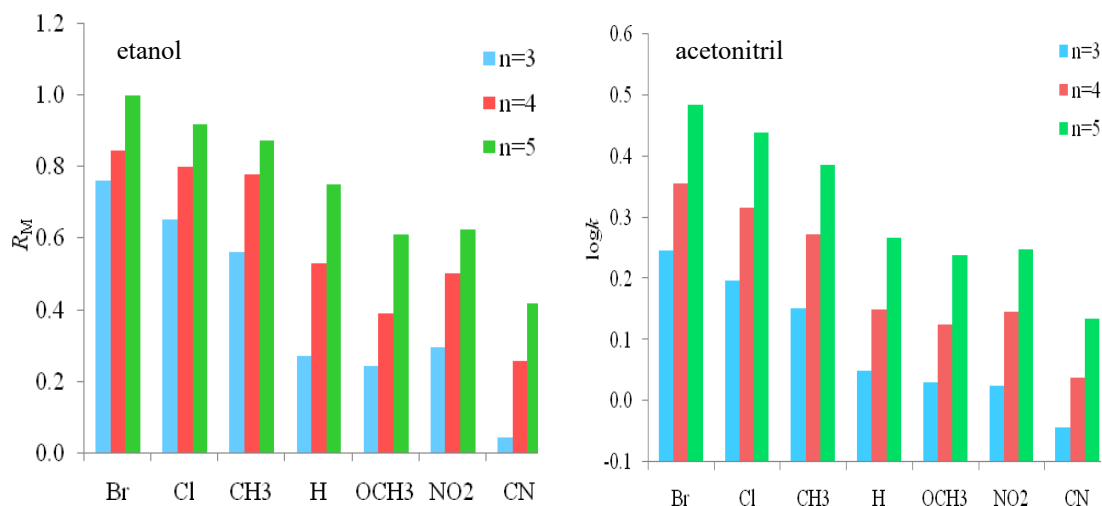 etanol
1.2
1.0
0.8
0.6
0.4
0.2
0.0
R_M
n=3
n=4
n=5
Br Cl CH3 H OCH3 NO2 CN
acetonitril
0.6
0.5
0.4
0.3
0.2
0.1
0.0
-0.1
logk
n=3
n=4
n=5
Br Cl CH3 H OCH3 NO2 CN